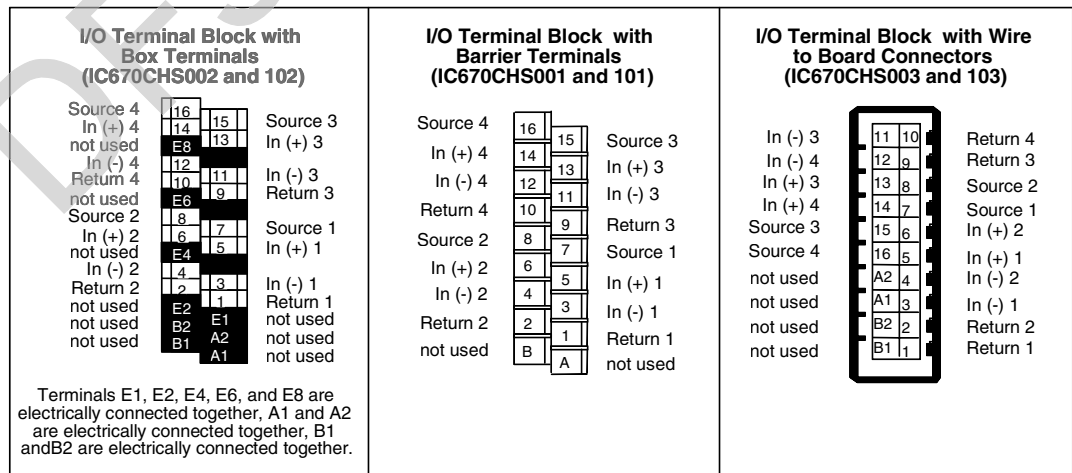 I/O Terminal Block with
Box Terminals
(IC670CHS002 and 102)
Source 4 16 15 Source 3
In (+) 4 14 13 In (+) 3
not used E8
In (-) 4 12 11 In (-) 3
Return 4 10 9 Return 3
not used E6
Source 2 8 7 Source 1
In (+) 2 6 5 In (+) 1
not used E4
In (-) 2 4 3 In (-) 1
Return 2 2 1 Return 1
not used E2 E1 not used
not used B2 A2 not used
not used B1 A1 not used
Terminals E1, E2, E4, E6, and E8 are
electrically connected together, A1 and A2
are electrically connected together, B1
andB2 are electrically connected together.
I/O Terminal Block with
Barrier Terminals
(IC670CHS001 and 101)
Source 4 16 15 Source 3
In (+) 4 14 13 In (+) 3
In (-) 4 12 11 In (-) 3
Return 4 10 9 Return 3
Source 2 8 7 Source 1
In (+) 2 6 5 In (+) 1
In (-) 2 4 3 In (-) 1
Return 2 2 1 Return 1
not used B A not used
I/O Terminal Block with Wire
to Board Connectors
(IC670CHS003 and 103)
In (-) 3 11 10 Return 4
In (-) 4 12 9 Return 3
In (+) 3 13 8 Source 2
In (+) 4 14 7 Source 1
Source 3 15 6 In (+) 2
Source 4 16 5 In (+) 1
not used A2 4 In (-) 2
not used A1 3 In (-) 1
not used B2 2 Return 2
not used B1 1 Return 1